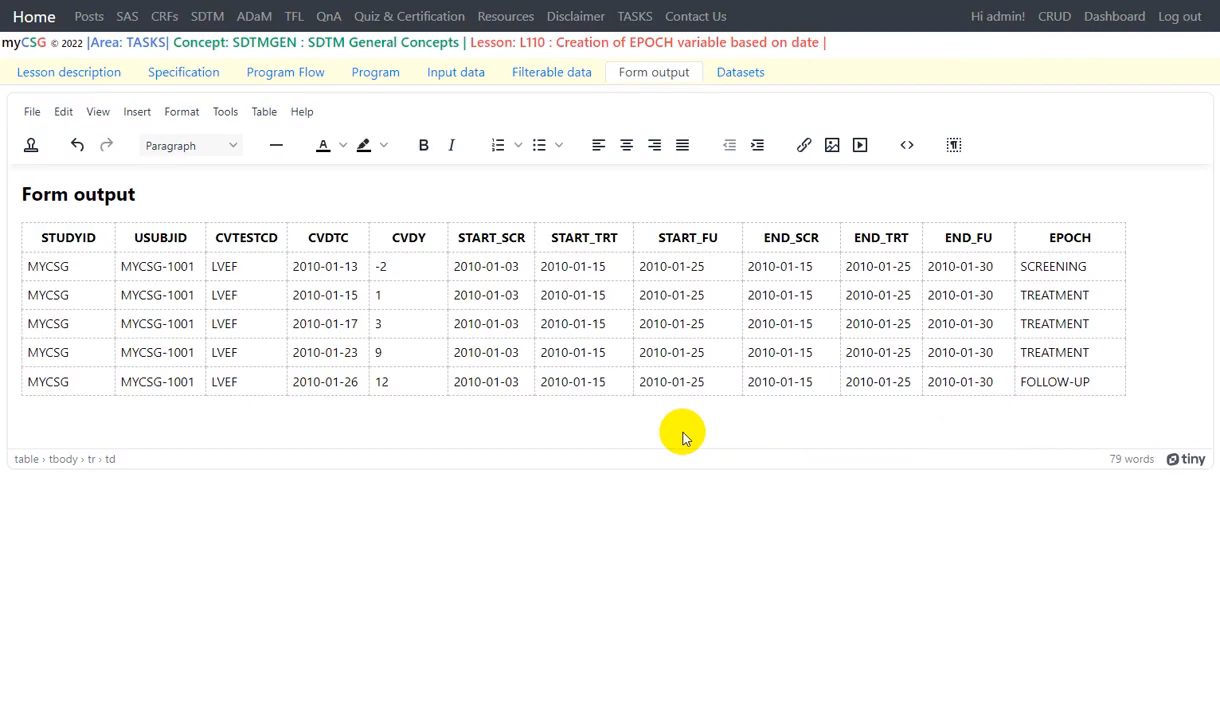 Home Posts SAS CRFs SDTM ADaM TFL QnA Quiz & Certification Resources Disclaimer TASKS Contact Us Hi admin! CRUD Dashboard Log out
myCSG © 2022 |Area: TASKS| Concept: SDTMGEN : SDTM General Concepts | Lesson: L110 : Creation of EPOCH variable based on date |
Lesson description Specification Program Flow Program Input data Filterable data Form output Datasets
File Edit View Insert Format Tools Table Help
Paragraph A B I
Form output
STUDYID USUBJID CVTESTCD CVDTC CVDY START_SCR START_TRT START_FU END_SCR END_TRT END_FU EPOCH
MYCSG MYCSG-1001 LVEF 2010-01-13 -2 2010-01-03 2010-01-15 2010-01-25 2010-01-15 2010-01-25 2010-01-30 SCREENING
MYCSG MYCSG-1001 LVEF 2010-01-15 1 2010-01-03 2010-01-15 2010-01-25 2010-01-15 2010-01-25 2010-01-30 TREATMENT
MYCSG MYCSG-1001 LVEF 2010-01-17 3 2010-01-03 2010-01-15 2010-01-25 2010-01-15 2010-01-25 2010-01-30 TREATMENT
MYCSG MYCSG-1001 LVEF 2010-01-23 9 2010-01-03 2010-01-15 2010-01-25 2010-01-15 2010-01-25 2010-01-30 TREATMENT
MYCSG MYCSG-1001 LVEF 2010-01-26 12 2010-01-03 2010-01-15 2010-01-25 2010-01-15 2010-01-25 2010-01-30 FOLLOW-UP
table › tbody › tr › td 79 words tiny